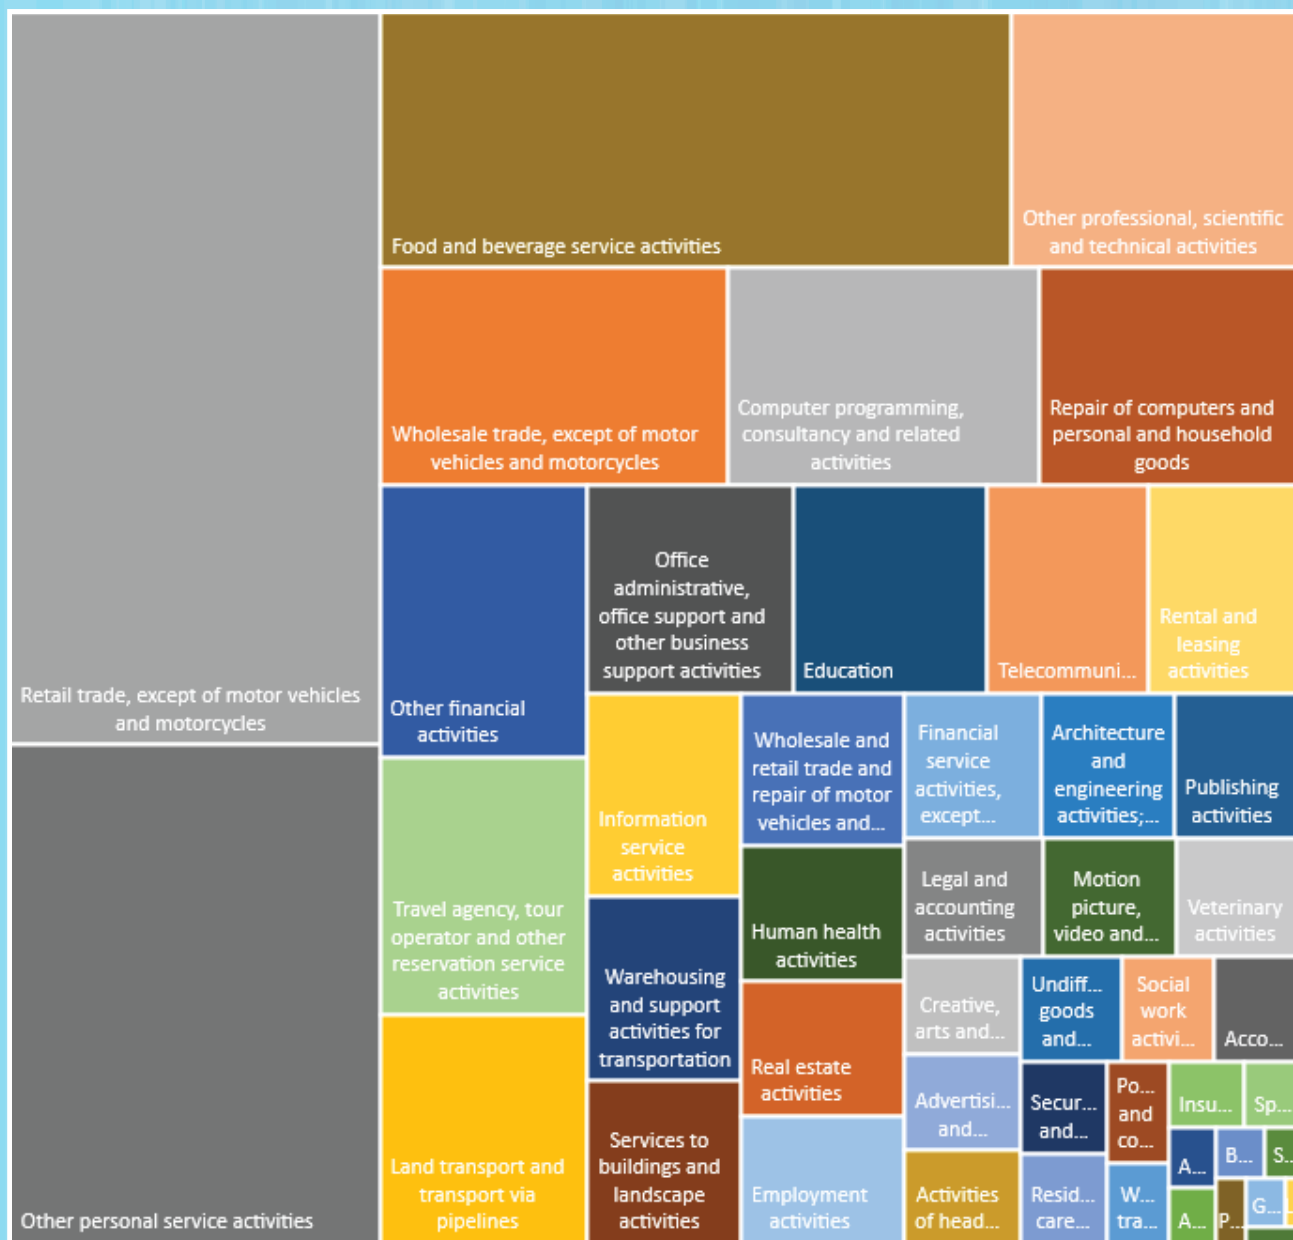 Retail trade, except of motor vehicles
and motorcycles
Other personal service activities
Food and beverage service activities
Other professional, scientific
and technical activities
Wholesale trade, except of motor
vehicles and motorcycles
Computer programming,
consultancy and related
activities
Repair of computers and
personal and household
goods
Other financial
activities
Office
administrative,
office support and
other business
support activities
Education
Telecommuni...
Rental and
leasing
activities
Travel agency, tour
operator and other
reservation service
activities
Land transport and
transport via
pipelines
Information
service
activities
Warehousing
and support
activities for
transportation
Services to
buildings and
landscape
activities
Wholesale and
retail trade and
repair of motor
vehicles and...
Human health
activities
Real estate
activities
Employment
activities
Financial
service
activities,
except...
Architecture
and
engineering
activities;...
Publishing
activities
Legal and
accounting
activities
Motion
picture,
video and...
Veterinary
activities
Creative,
arts and...
Advertisi...
and...
Activities
of head...
Undiff...
goods
and...
Social
work
activi...
Acco...
Secur...
and...
Resid...
care...
Po...
and
co...
W...
tra...
Insu...
Sp...
A...
B...
S...
A...
P...
G...